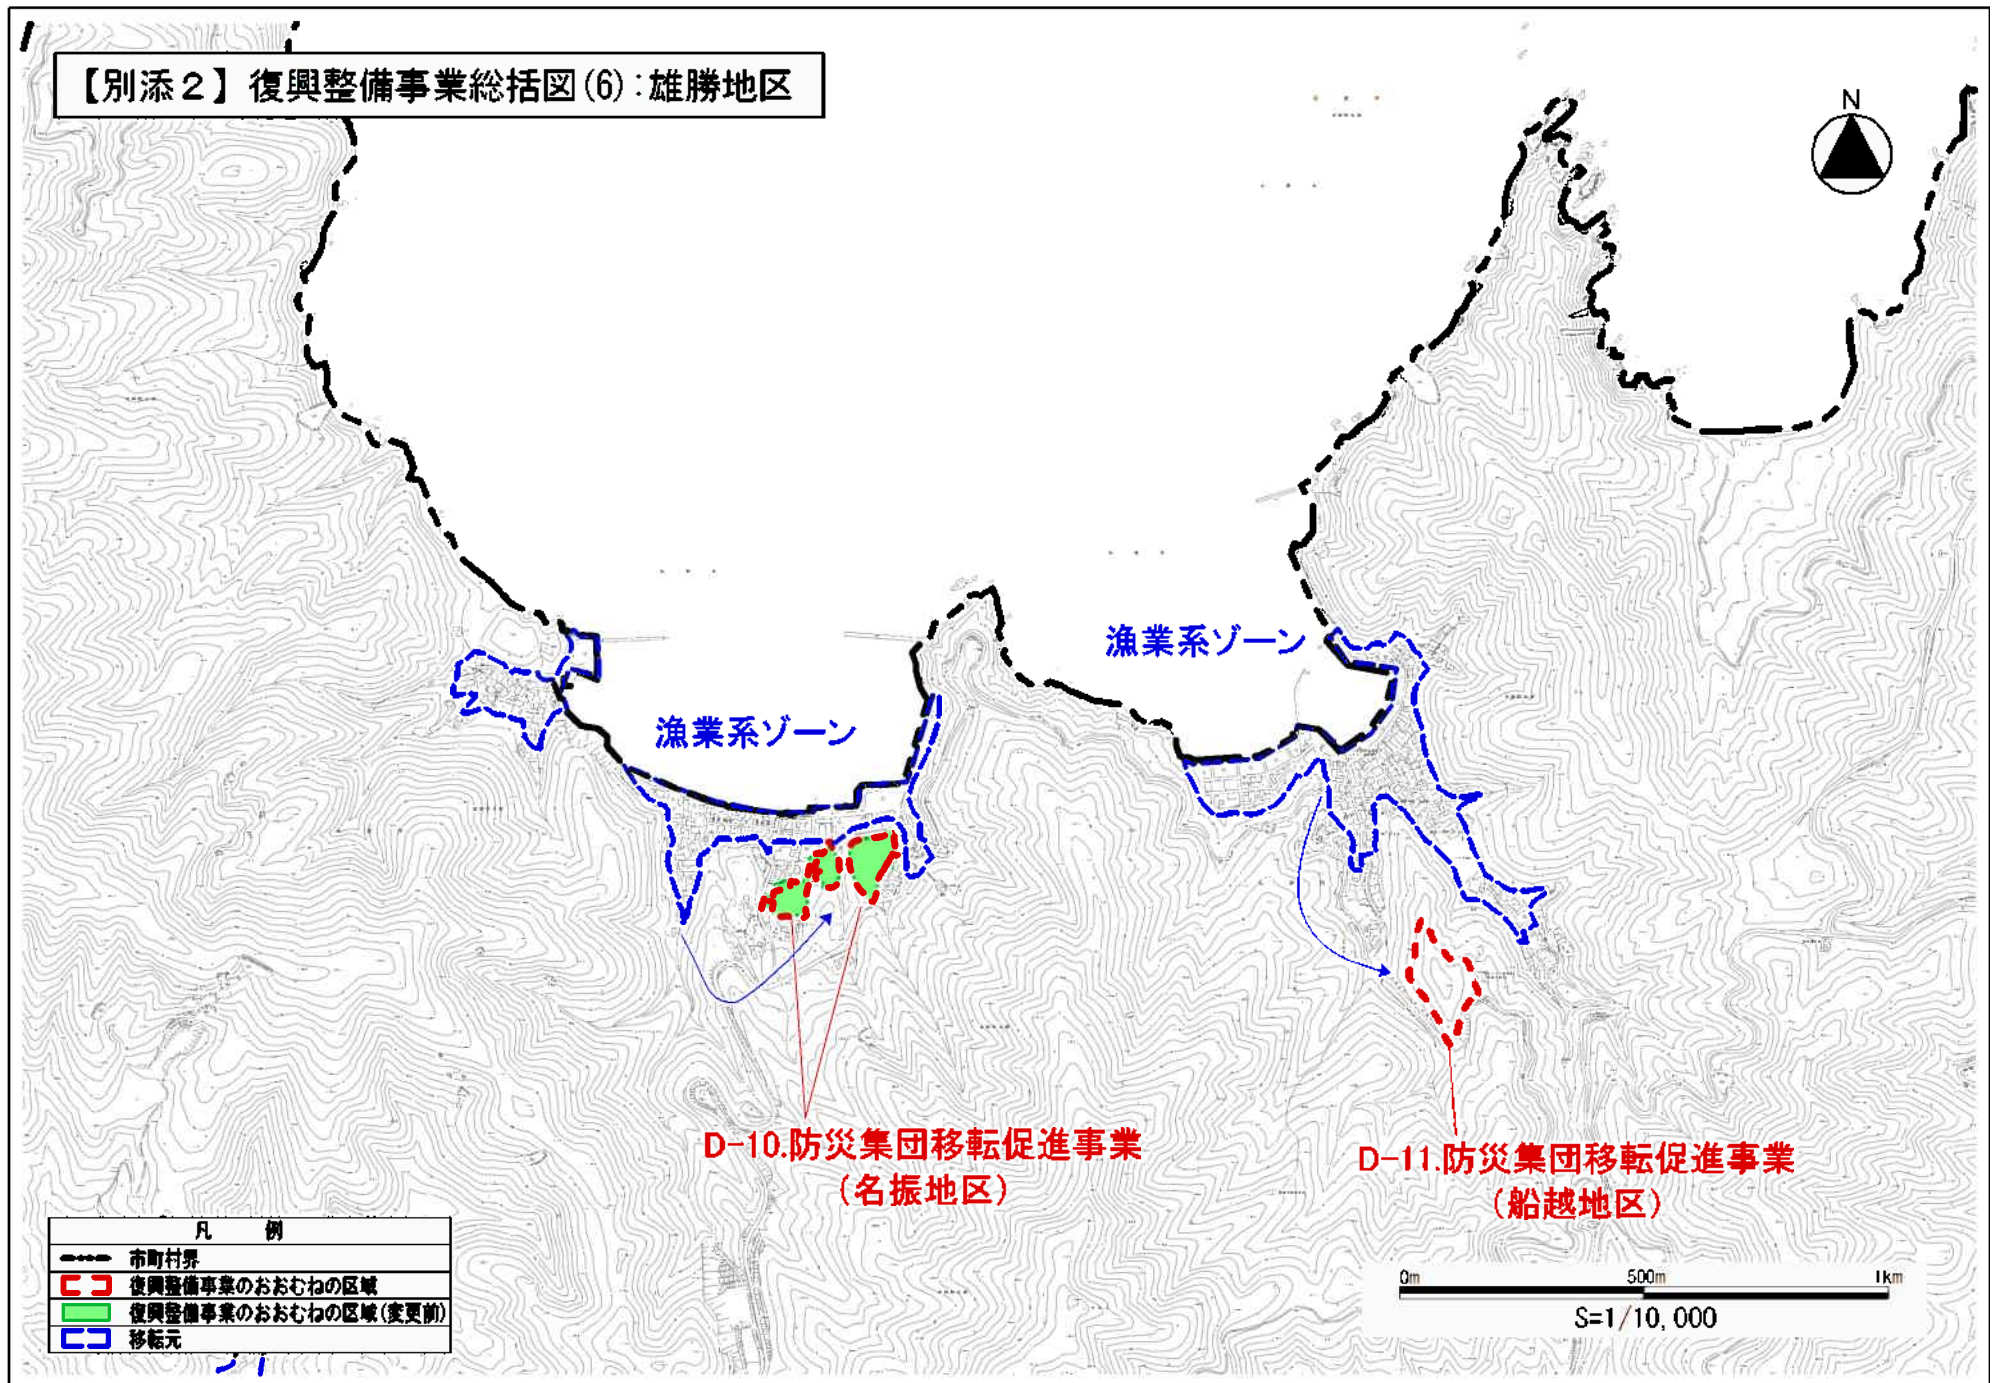 【別添2】復興整備事業総括図(6):雄勝地区
N
漁業系ゾーン
漁業系ゾーン
D-10.防災集団移転促進事業
(名振地区)
D-11.防災集団移転促進事業
(船越地区)
凡 例
市町村界
復興整備事業のおおむねの区域
復興整備事業のおおむねの区域(変更前)
移転元
0m 500m 1km
S=1/10,000